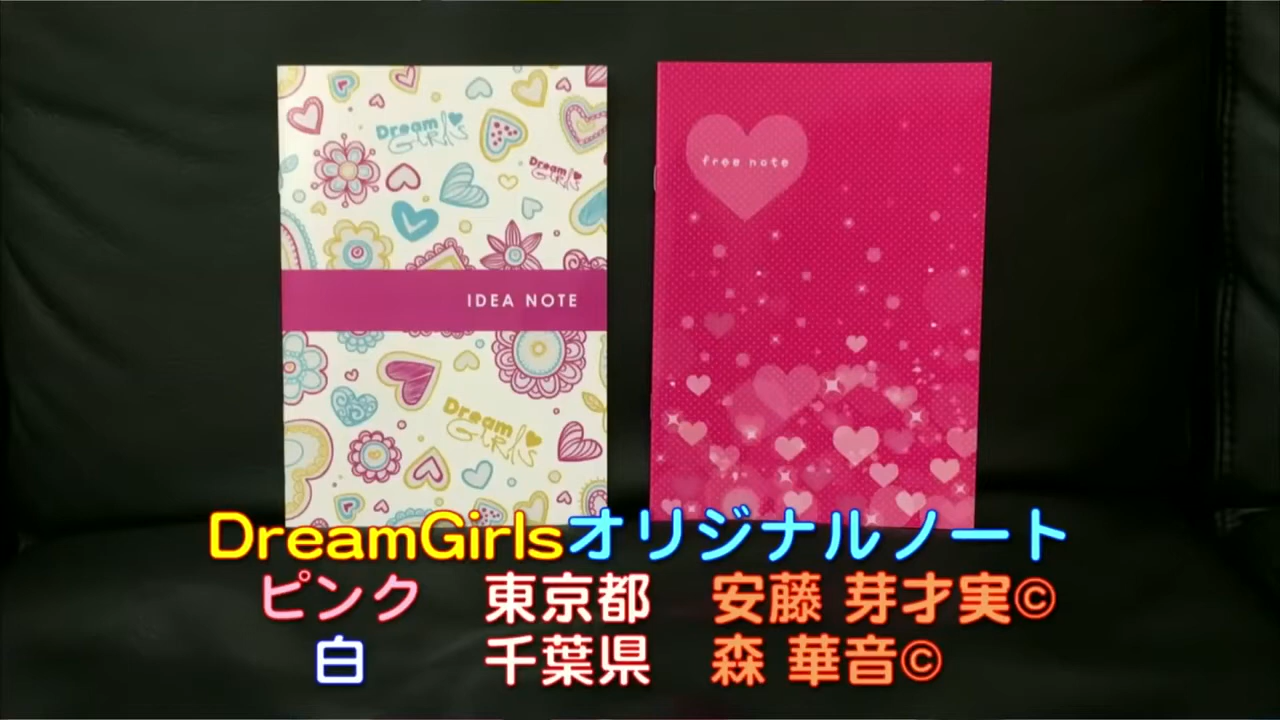 Dream Girls
Dream Girls
IDEA NOTE
Dream Girls
free note
DreamGirlsオリジナルノート
ピンク 東京都 安藤 芽才実©
白 千葉県 森 華音©